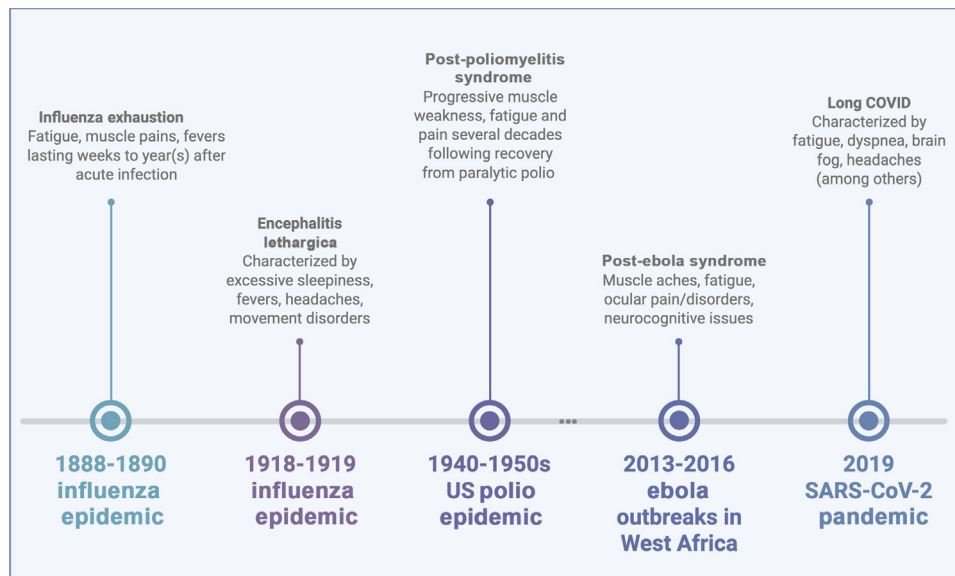 Influenza exhaustion
Fatigue, muscle pains, fevers
lasting weeks to year(s) after
acute infection
Encephalitis
lethargica
Characterized by
excessive sleepiness,
fevers, headaches,
movement disorders
Post-poliomyelitis
syndrome
Progressive muscle
weakness, fatigue and
pain several decades
following recovery
from paralytic polio
Post-ebola syndrome
Muscle aches, fatigue,
ocular pain/disorders,
neurocognitive issues
Long COVID
Characterized by
fatigue, dyspnea, brain
fog, headaches
(among others)
1888-1890
influenza
epidemic
1918-1919
influenza
epidemic
1940-1950s
US polio
epidemic
2013-2016
ebola
outbreaks in
West Africa
2019
SARS-CoV-2
pandemic